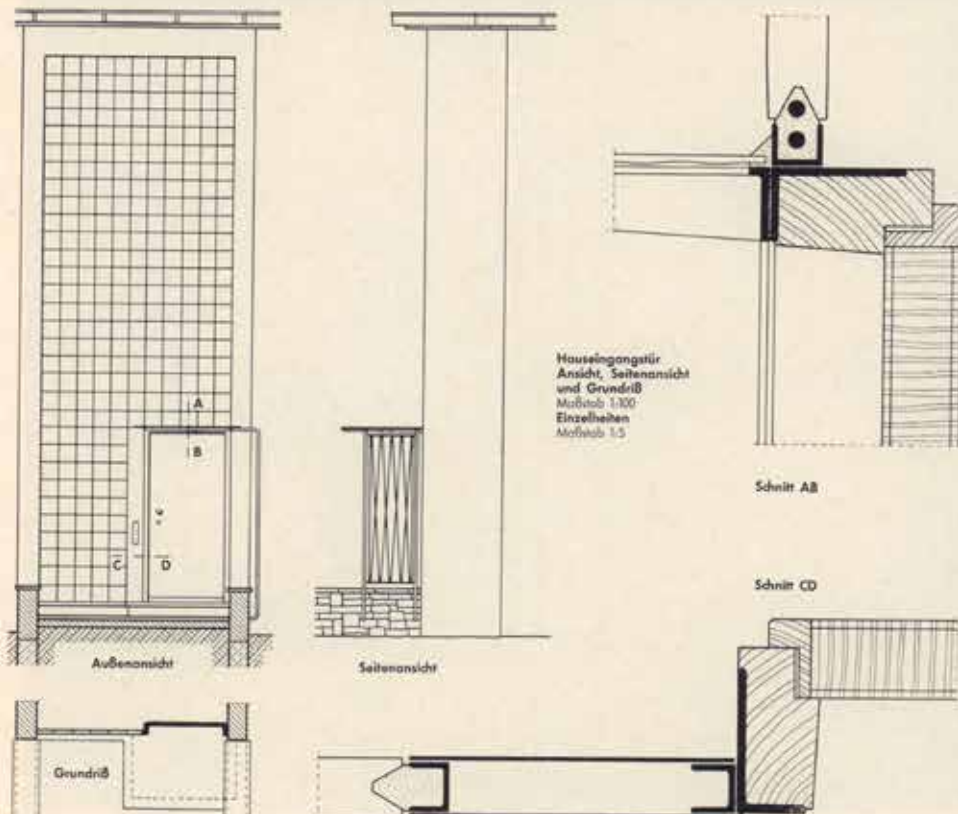 A
B
C
D
Außenansicht
Grundriß
Seitenansicht
Hauseingangstür
Ansicht, Seitenansicht
und Grundriß
Maßstab 1:100
Einzelheiten
Maßstab 1:5
Schnitt AB
Schnitt CD